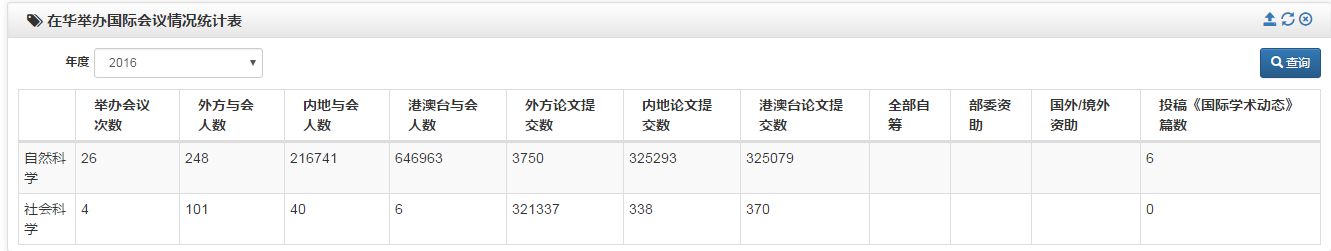 在华举办国际会议情况统计表
年度 2016 查询
举办会议次数 外方与会人数 内地与会人数 港澳台与会人数 外方论文提交数 内地论文提交数 港澳台论文提交数 全部自筹 部委资助 国外/境外资助 投稿《国际学术动态》篇数
自然科学 26 248 216741 646963 3750 325293 325079 6
社会科学 4 101 40 6 321337 338 370 0